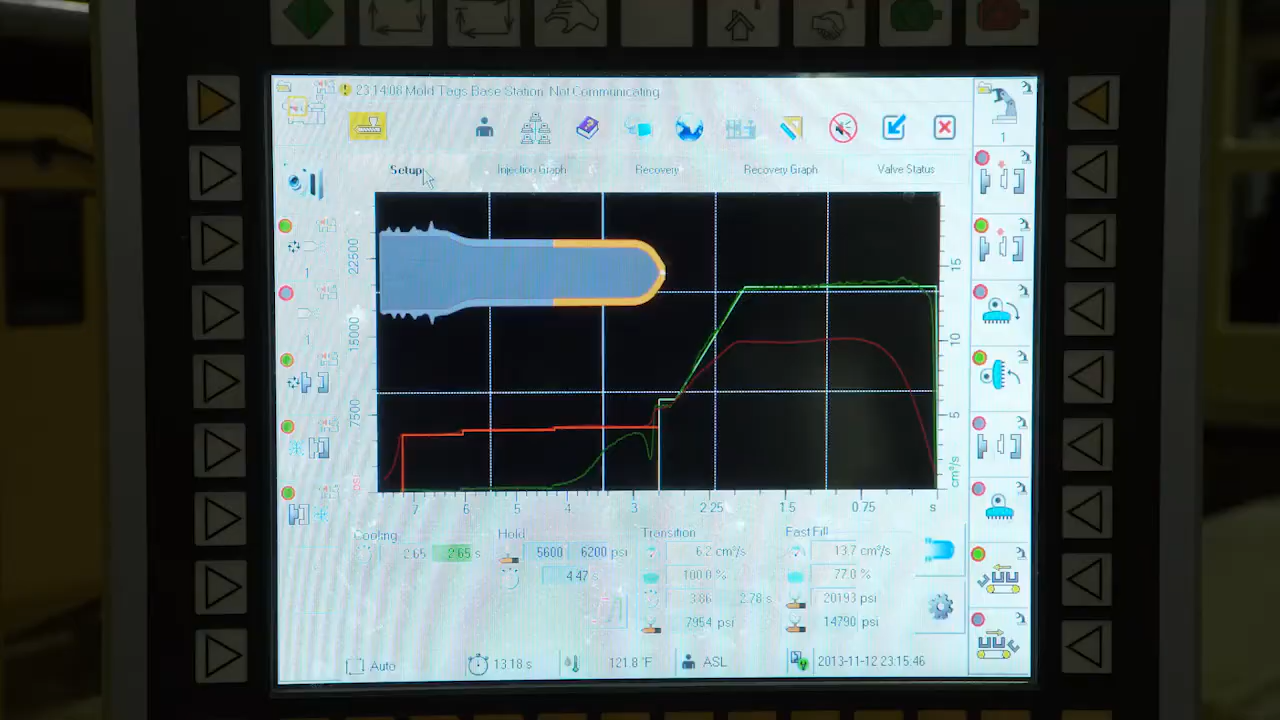 23:14:08 Mold Tags Base Station: Not Communicating
1
Setup
Injection Graph
Recovery
Recovery Graph
Valve Status
22500
15000
7500
psi
15
10
5
cm³/s
7 6 5 4 3 2.25 1.5 0.75 s
1
1
Cooling
2.65 2.65 s
Hold
5600 6200 psi
4.47 s
Transition
6.2 cm³/s
100.0 %
3.86 2.78 s
7954 psi
Fast Fill
13.7 cm³/s
77.0 %
20193 psi
14790 psi
Auto
13.18 s
121.8 °F
ASL
2013-11-12 23:15:46